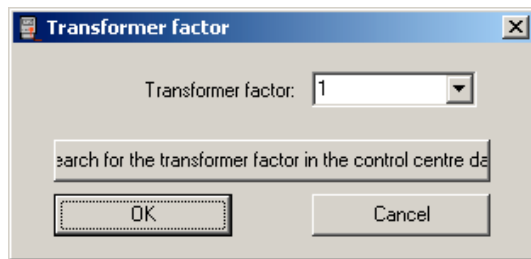 Transformer factor
Transformer factor: 1
earch for the transformer factor in the control centre da
OK Cancel